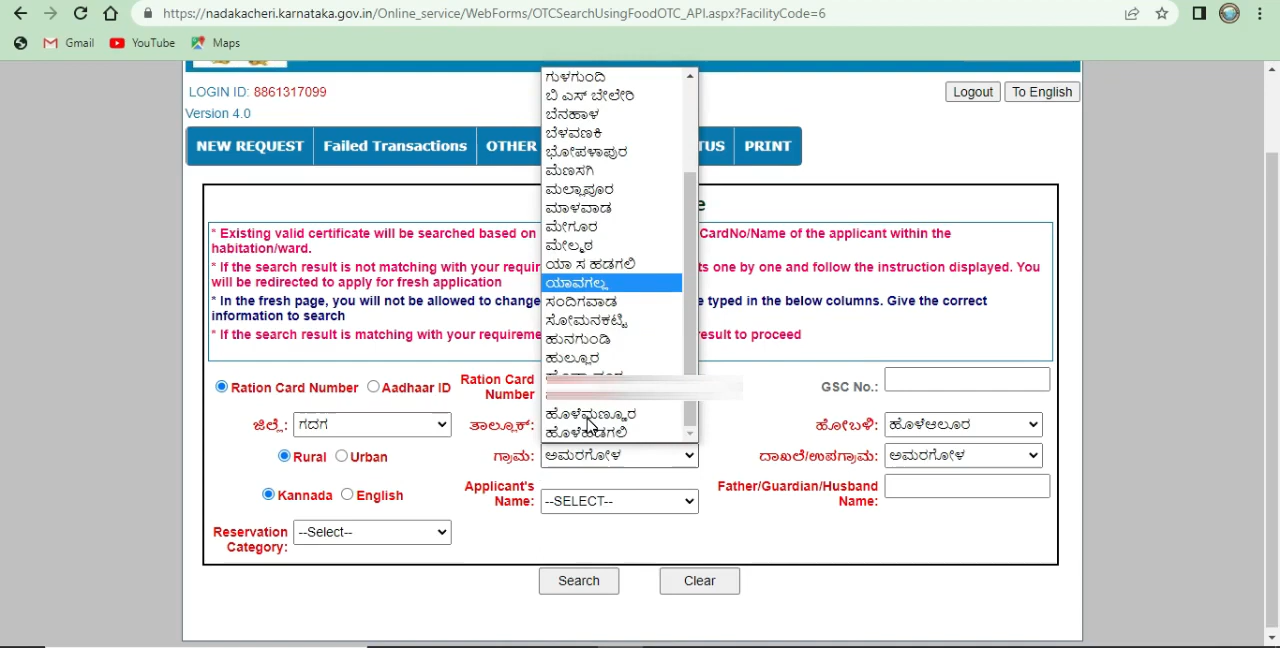 https://nadakacheri.karnataka.gov.in/Online_service/WebForms/OTCSearchUsingFoodOTC_API.aspx?FacilityCode=6
Gmail YouTube Maps
LOGIN ID: 8861317099
Logout To English
Version 4.0
NEW REQUEST Failed Transactions OTHER TUS PRINT
ಗುಳಗುಂದಿ
ಬಿ ಎಸ್ ಬೇಲೇರಿ
ಬೆನಹಾಳ
ಬೆಳವಣಕಿ
ಭೋಪಳಾಪುರ
ಮೆಣಸಗಿ
ಮಲ್ಲಾಪೂರ
ಮಾಳವಾಡ
ಮೇಗೂರ
ಮೇಲ್ಮಠ
ಯಾ ಸ ಹಡಗಲಿ
ಯಾವಗಲ್ಲ
ಸಂದಿಗವಾಡ
ಸೋಮನಕಟ್ಟಿ
ಹುನಗುಂಡಿ
ಹುಲ್ಲೂರ
ಹೊಳೆಮಣ್ಣೂರ
ಹೊಳೆಹಡಗಲಿ
e
* Existing valid certificate will be searched based on CardNo/Name of the applicant within the
habitation/ward.
* If the search result is not matching with your requir ts one by one and follow the instruction displayed. You
will be redirected to apply for fresh application
* In the fresh page, you will not be allowed to change e typed in the below columns. Give the correct
information to search
* If the search result is matching with your requireme result to proceed
Ration Card Number Aadhaar ID Ration Card Number GSC No.:
ಜಿಲ್ಲೆ: ಗದಗ ತಾಲ್ಲೂಕ್: ಹೋಬಳಿ: ಹೊಳೆಆಲೂರ
Rural Urban ಗ್ರಾಮ: ಅಮರಗೋಳ ದಾಖಲೆ/ಉಪಗ್ರಾಮ: ಅಮರಗೋಳ
Kannada English Applicant's Name: --SELECT-- Father/Guardian/Husband Name:
Reservation Category: --Select--
Search Clear